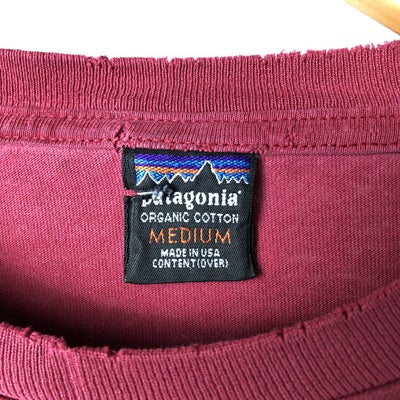 patagonia®
ORGANIC COTTON
MEDIUM
MADE IN USA
CONTENT(OVER)